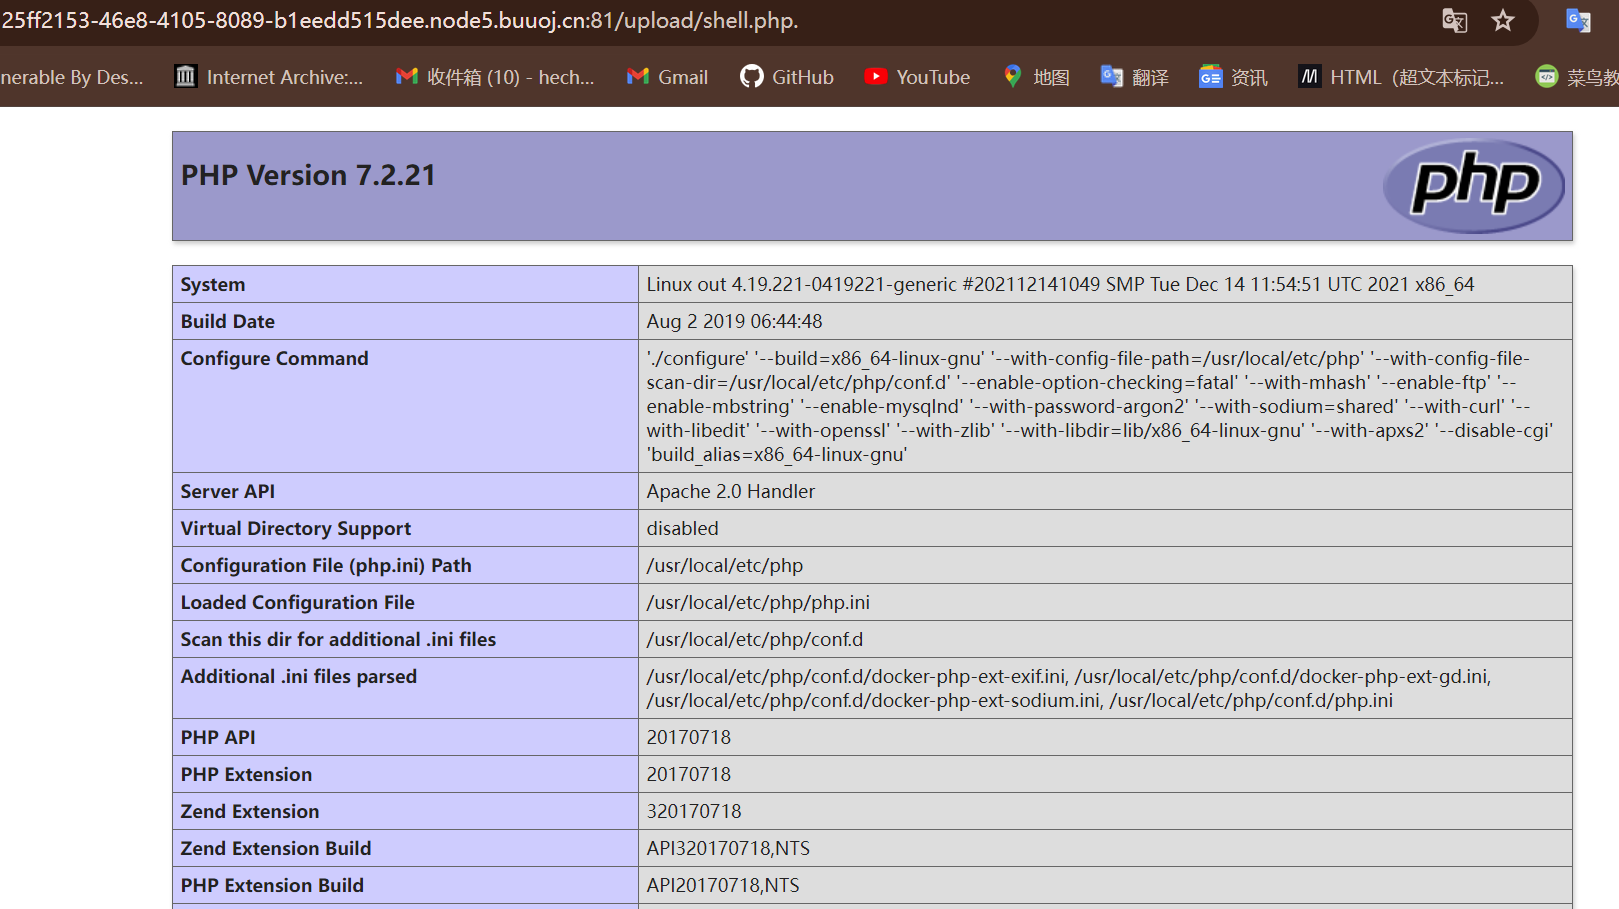 25ff2153-46e8-4105-8089-b1eedd515dee.node5.buuoj.cn:81/upload/shell.php.
nerable By Des... Internet Archive:... 收件箱 (10) - hech... Gmail GitHub YouTube 地图 翻译 资讯 HTML（超文本标记... 菜鸟教
PHP Version 7.2.21
php
System Linux out 4.19.221-0419221-generic #202112141049 SMP Tue Dec 14 11:54:51 UTC 2021 x86_64
Build Date Aug 2 2019 06:44:48
Configure Command './configure' '--build=x86_64-linux-gnu' '--with-config-file-path=/usr/local/etc/php' '--with-config-file-
scan-dir=/usr/local/etc/php/conf.d' '--enable-option-checking=fatal' '--with-mhash' '--enable-ftp' '--
enable-mbstring' '--enable-mysqlnd' '--with-password-argon2' '--with-sodium=shared' '--with-curl' '--
with-libedit' '--with-openssl' '--with-zlib' '--with-libdir=lib/x86_64-linux-gnu' '--with-apxs2' '--disable-cgi'
'build_alias=x86_64-linux-gnu'
Server API Apache 2.0 Handler
Virtual Directory Support disabled
Configuration File (php.ini) Path /usr/local/etc/php
Loaded Configuration File /usr/local/etc/php/php.ini
Scan this dir for additional .ini files /usr/local/etc/php/conf.d
Additional .ini files parsed /usr/local/etc/php/conf.d/docker-php-ext-exif.ini, /usr/local/etc/php/conf.d/docker-php-ext-gd.ini,
/usr/local/etc/php/conf.d/docker-php-ext-sodium.ini, /usr/local/etc/php/conf.d/php.ini
PHP API 20170718
PHP Extension 20170718
Zend Extension 320170718
Zend Extension Build API320170718,NTS
PHP Extension Build API20170718,NTS